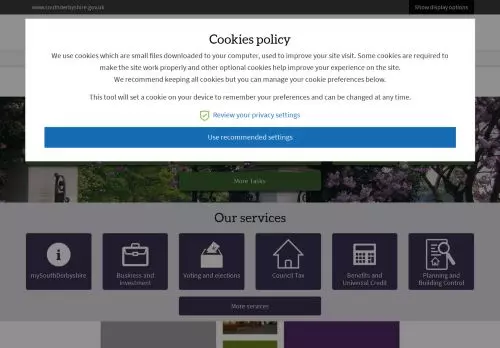 www.southderbyshire.gov.uk
Show display options
Cookies policy
We use cookies which are small files downloaded to your computer, used to improve your site visit. Some cookies are required to
make the site work properly and other optional cookies help improve your experience on the site.
We recommend keeping all cookies but you can manage your cookie preferences below.
This tool will set a cookie on your device to remember your preferences and can be changed at any time.
Review your privacy settings
Use recommended settings
More Tasks
Our services
mySouthDerbyshire
Business and
Investment
Voting and elections
Council Tax
Benefits and
Universal Credit
Planning and
Building Control
More services